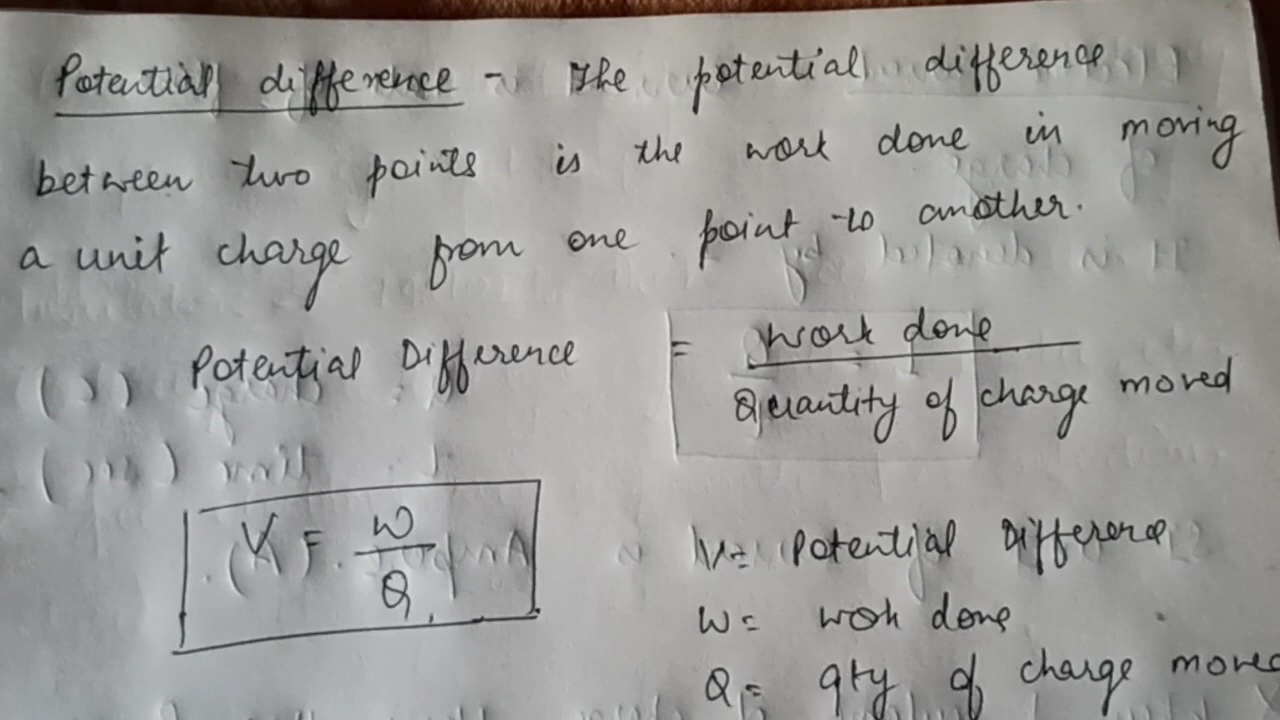 Potential difference - The potential difference
between two points is the work done in moving
a unit charge from one point to another.
Potential Difference = Work done / Quantity of charge moved
V = W / Q
V = Potential Difference
W = work done
Q = qty of charge moved